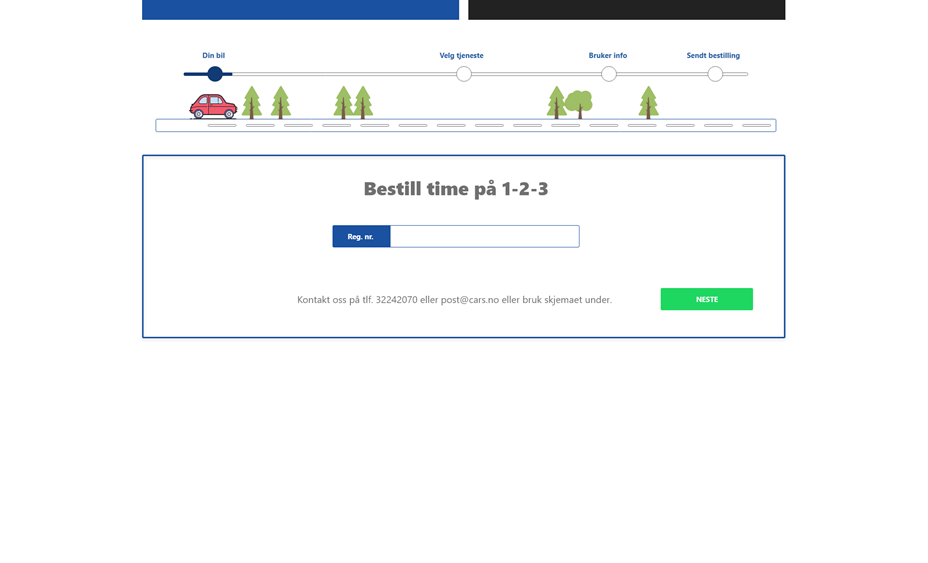 Din bil
Velg tjeneste
Bruker info
Sendt bestilling
Bestill time på 1-2-3
Reg. nr.
Kontakt oss på tlf. 32242070 eller post@cars.no eller bruk skjemaet under.
NESTE